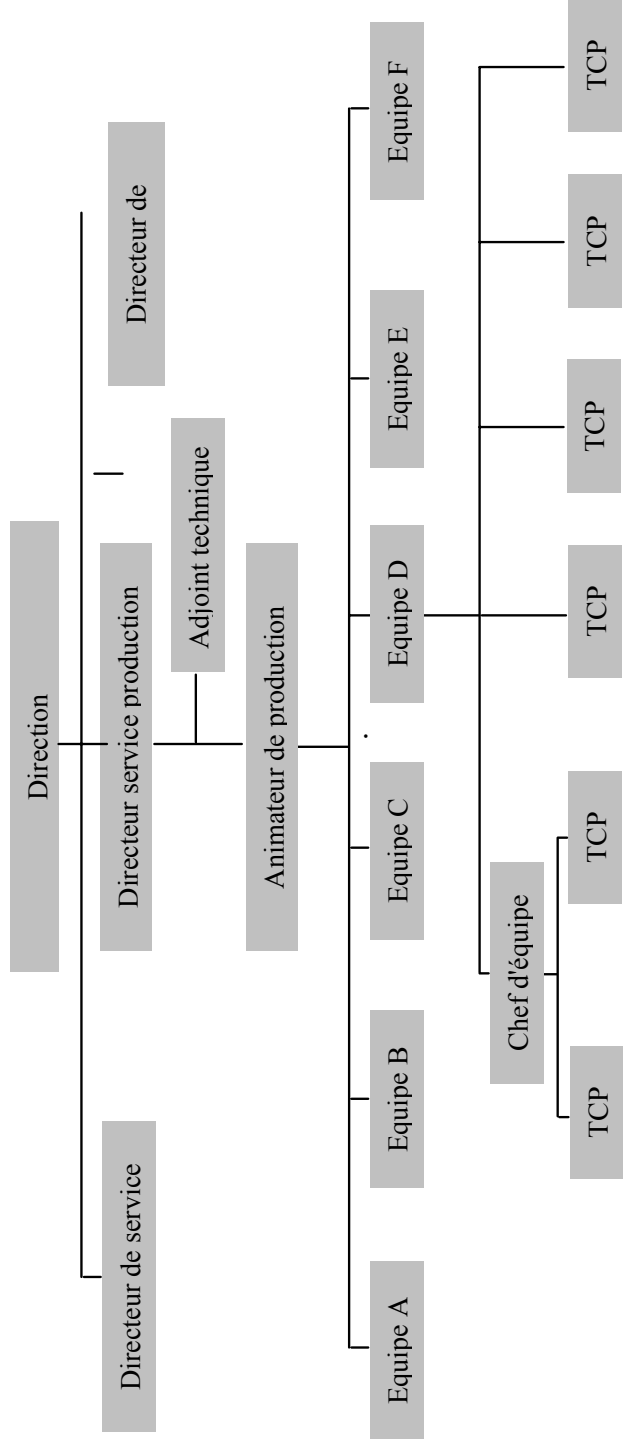 Direction
Directeur de service
Directeur service production
Directeur de
Adjoint technique
Animateur de production
Equipe A
Equipe B
Equipe C
Equipe D
Equipe E
Equipe F
Chef d'équipe
TCP
TCP
TCP
TCP
TCP
TCP